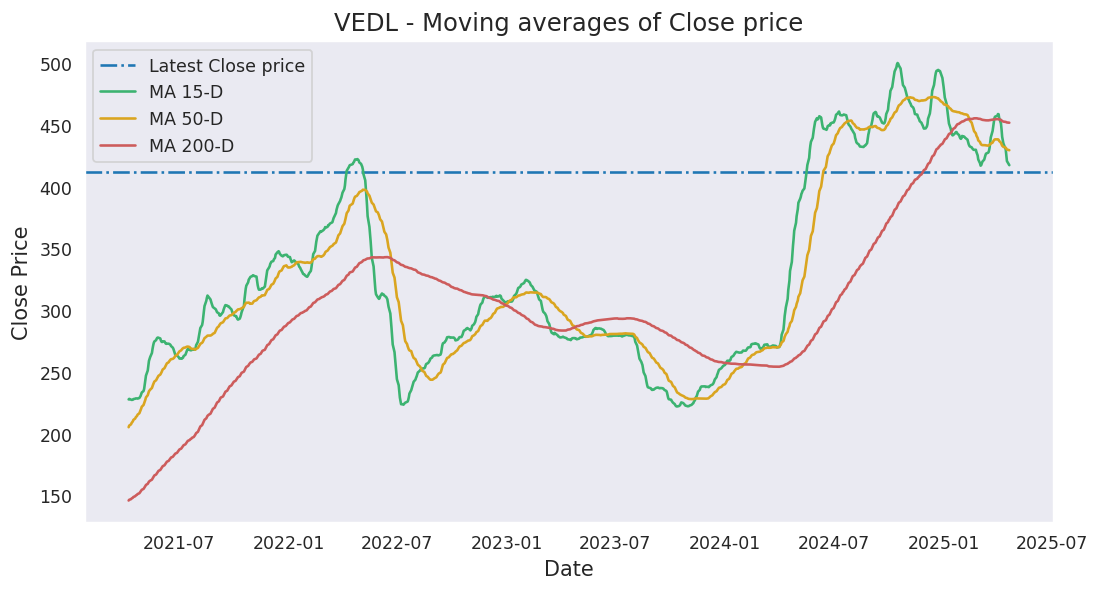 VEDL - Moving averages of Close price
Latest Close price
MA 15-D
MA 50-D
MA 200-D
Close Price
500
450
400
350
300
250
200
150
2021-07 2022-01 2022-07 2023-01 2023-07 2024-01 2024-07 2025-01 2025-07
Date